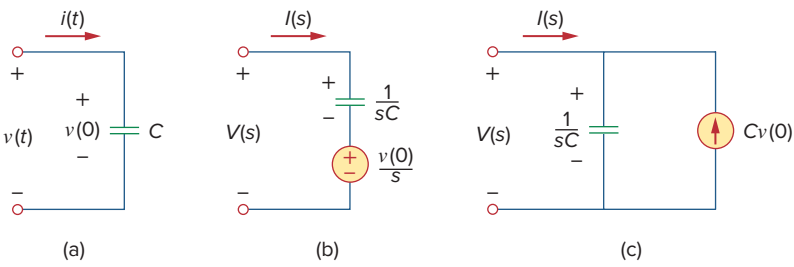 i(t)
+
v(t)
−
+
v(0)
−
C
(a)
I(s)
+
V(s)
−
+
−
1
sC
+
−
v(0)
s
(b)
I(s)
+
V(s)
−
+
1
sC
−
Cv(0)
(c)